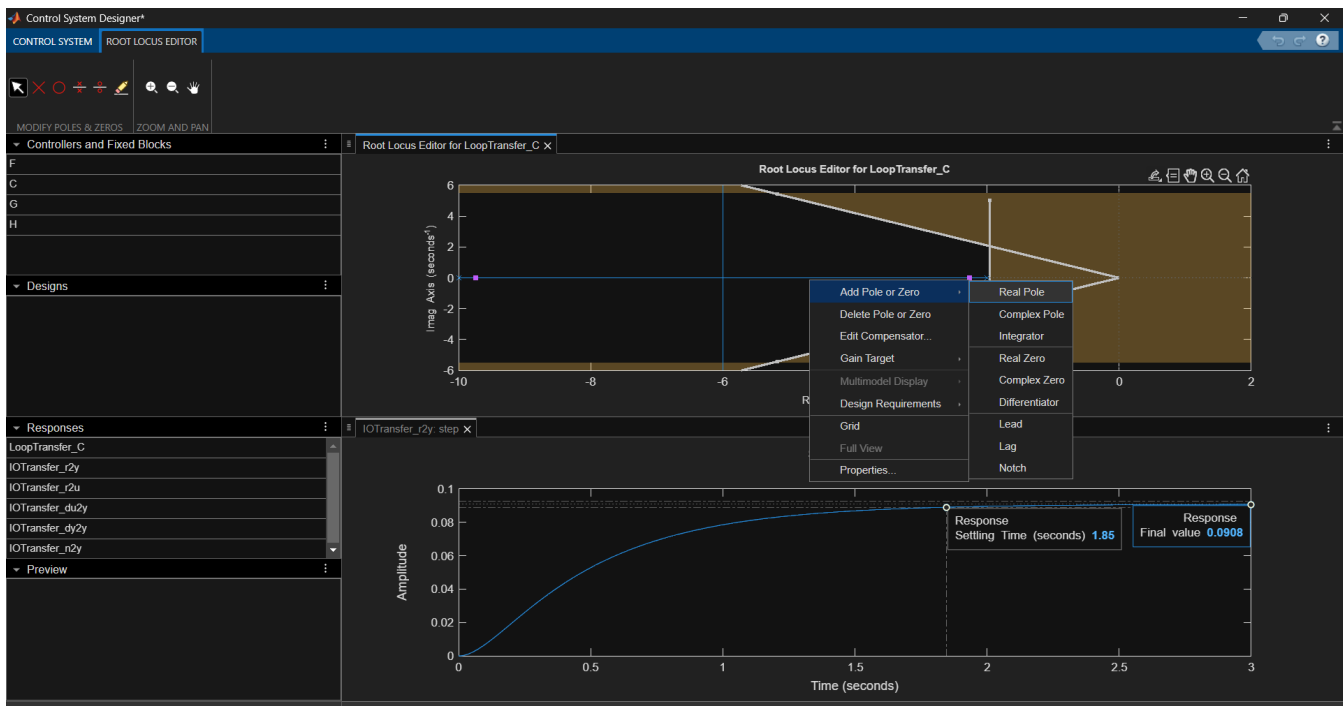 Control System Designer*
CONTROL SYSTEM ROOT LOCUS EDITOR
MODIFY POLES & ZEROS ZOOM AND PAN
Controllers and Fixed Blocks
F
C
G
H
Designs
Responses
LoopTransfer_C
IOTransfer_r2y
IOTransfer_r2u
IOTransfer_du2y
IOTransfer_dy2y
IOTransfer_n2y
Preview
Root Locus Editor for LoopTransfer_C
Root Locus Editor for LoopTransfer_C
Imag Axis (seconds⁻¹)
6
4
2
0
-2
-4
-6
-10 -8 -6 0 2
R
Add Pole or Zero
Delete Pole or Zero
Edit Compensator...
Gain Target
Multimodel Display
Design Requirements
Grid
Full View
Properties...
Real Pole
Complex Pole
Integrator
Real Zero
Complex Zero
Differentiator
Lead
Lag
Notch
IOTransfer_r2y: step
Amplitude
0.1
0.08
0.06
0.04
0.02
0
0 0.5 1 1.5 2 2.5 3
Time (seconds)
Response
Settling Time (seconds) 1.85
Response
Final value 0.0908